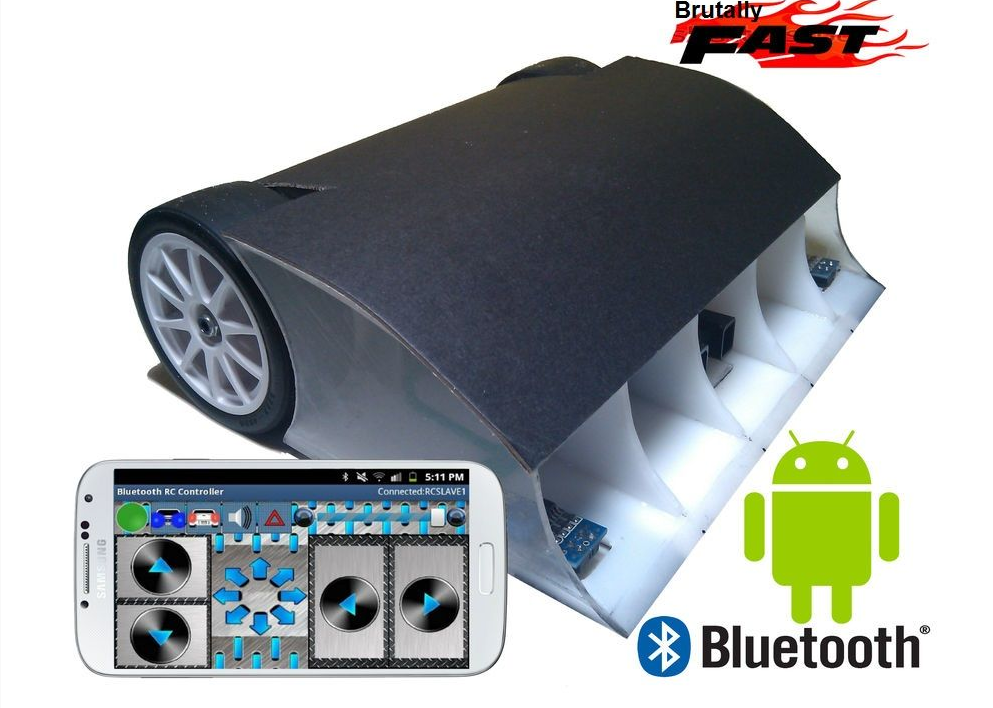 Brutally
FAST
5:11 PM
Bluetooth RC Controller
Connected:RCSLAVE1
SAMSUNG
Bluetooth®